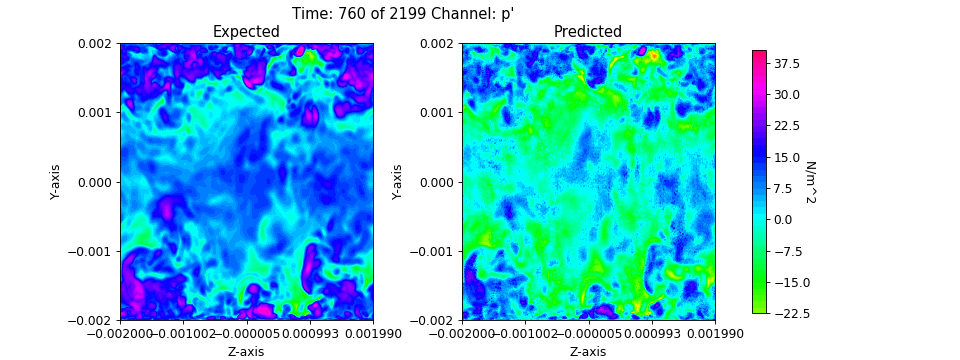 Time: 760 of 2199 Channel: p'
Expected
Predicted
0.002
0.001
0.000
−0.001
−0.002
Y-axis
−0.002000 −0.001002 −0.000005 0.000993 0.001990
Z-axis
0.002
0.001
0.000
−0.001
−0.002
Y-axis
−0.002000 −0.001002 −0.000005 0.000993 0.001990
Z-axis
37.5
30.0
22.5
15.0
7.5
0.0
−7.5
−15.0
−22.5
N/m^2